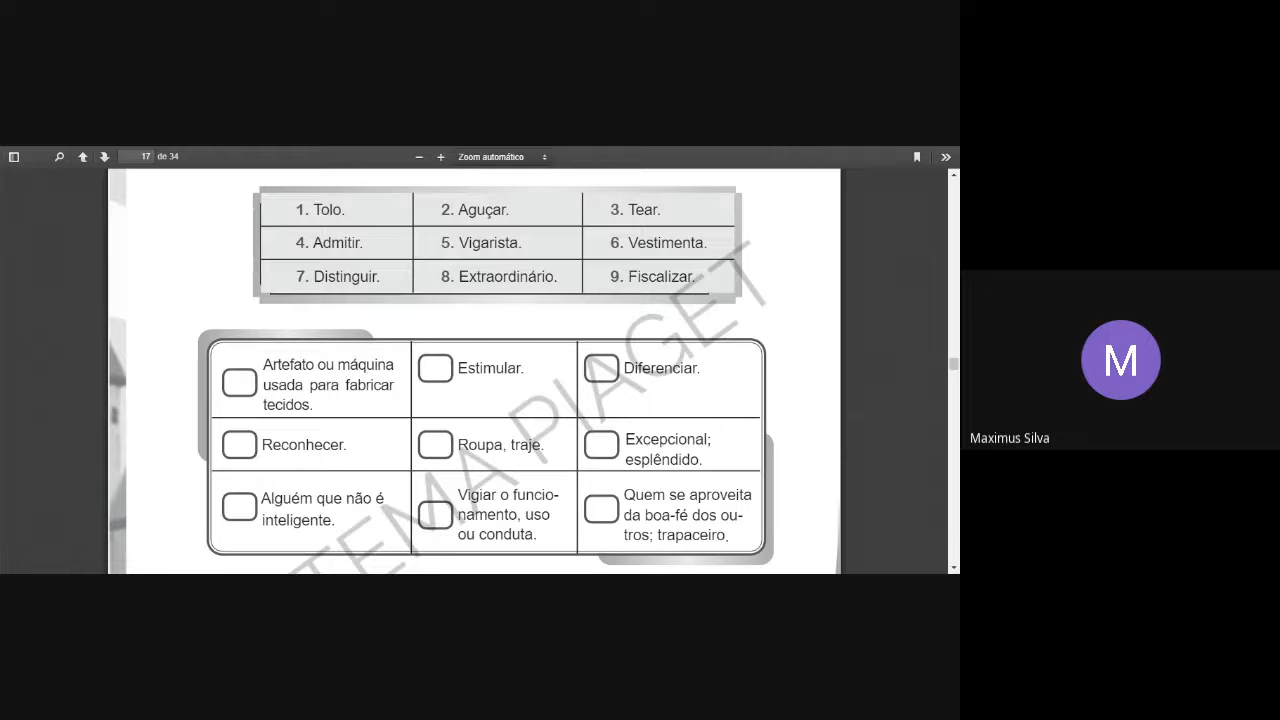 17 de 34
Zoom automático
1. Tolo.
2. Aguçar.
3. Tear.
4. Admitir.
5. Vigarista.
6. Vestimenta.
7. Distinguir.
8. Extraordinário.
9. Fiscalizar.
Artefato ou máquina
usada para fabricar
tecidos.
Estimular.
Diferenciar.
Reconhecer.
Roupa, traje.
Excepcional;
esplêndido.
Alguém que não é
inteligente.
Vigiar o funcio-
namento, uso
ou conduta.
Quem se aproveita
da boa-fé dos ou-
tros; trapaceiro,
TEMA PIAGET
M
Maximus Silva